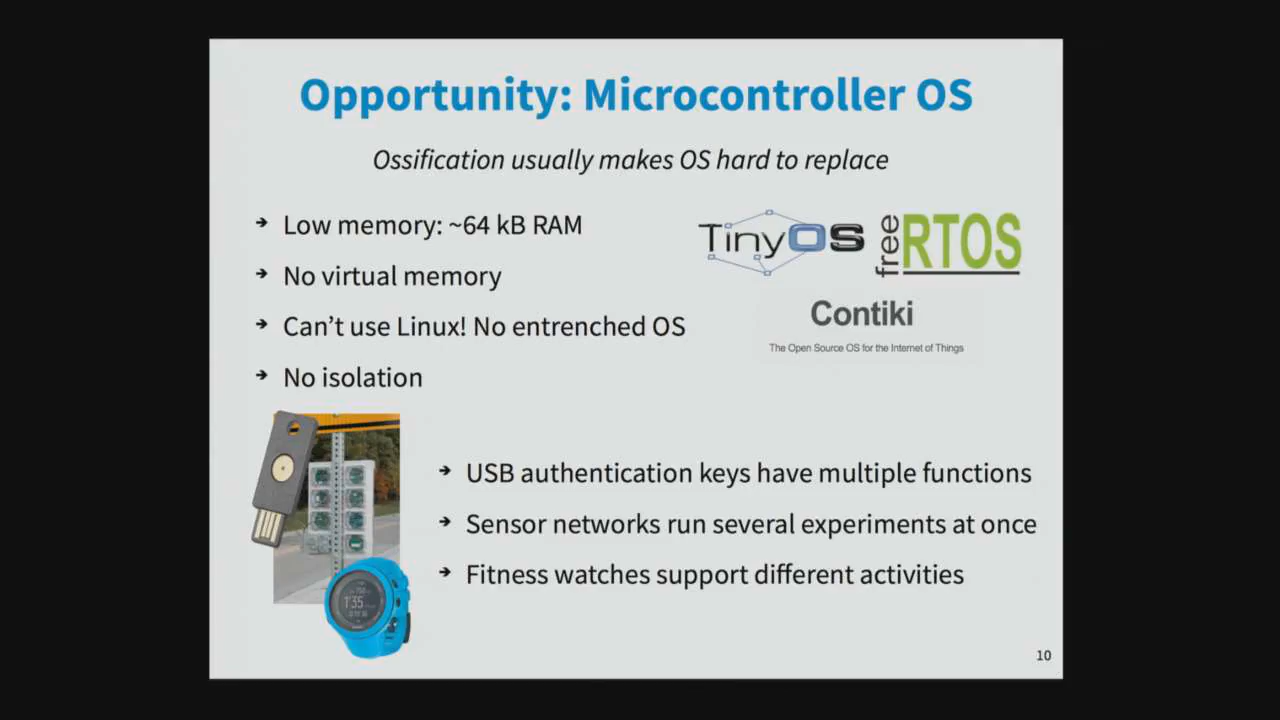 Opportunity: Microcontroller OS
Ossification usually makes OS hard to replace
➔ Low memory: ~64 kB RAM
➔ No virtual memory
➔ Can't use Linux! No entrenched OS
➔ No isolation
TinyOS
free RTOS
Contiki
The Open Source OS for the Internet of Things
➔ USB authentication keys have multiple functions
➔ Sensor networks run several experiments at once
➔ Fitness watches support different activities
10